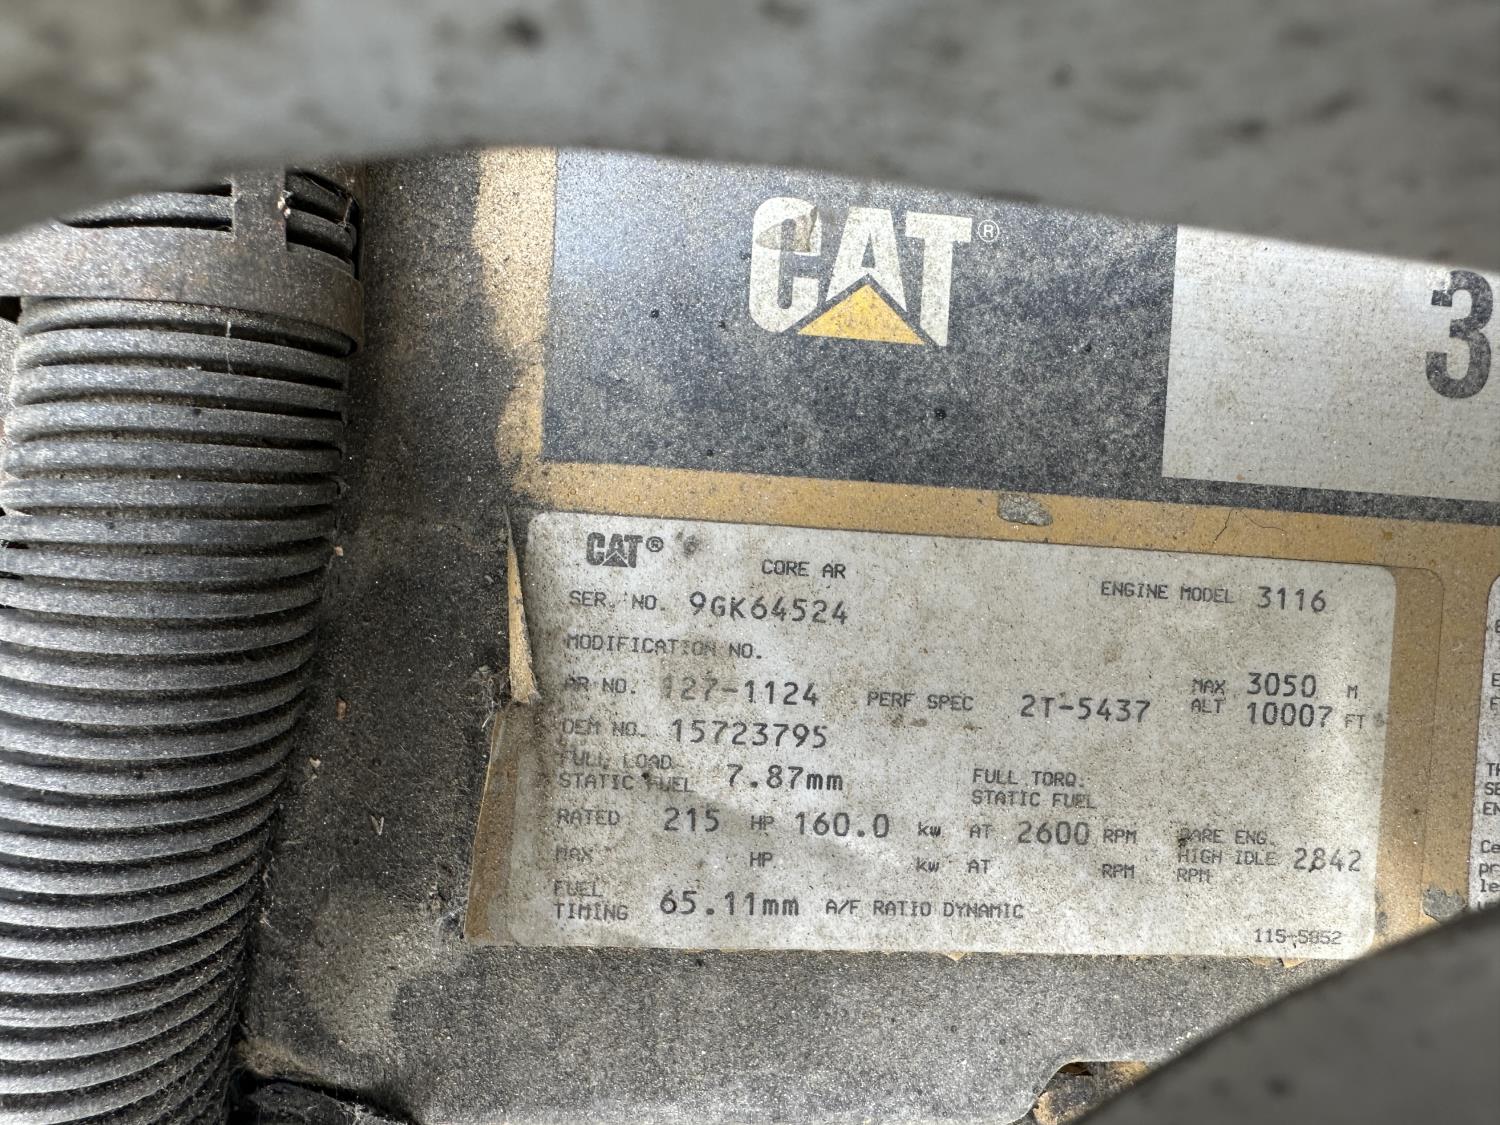 CAT®
3
CAT® CORE AR
ENGINE MODEL 3116
SER. NO. 9GK64524
MODIFICATION NO.
AR NO. 127-1124 PERF SPEC 2T-5437 MAX ALT 3050 M 10007 FT
OEM NO. 15723795
FULL LOAD STATIC FUEL 7.87mm FULL TORQ. STATIC FUEL
RATED 215 HP 160.0 kw AT 2600 RPM BARE ENG. HIGH IDLE RPM 2842
MAX HP kw AT RPM
FUEL TIMING 65.11mm A/F RATIO DYNAMIC
115-5852